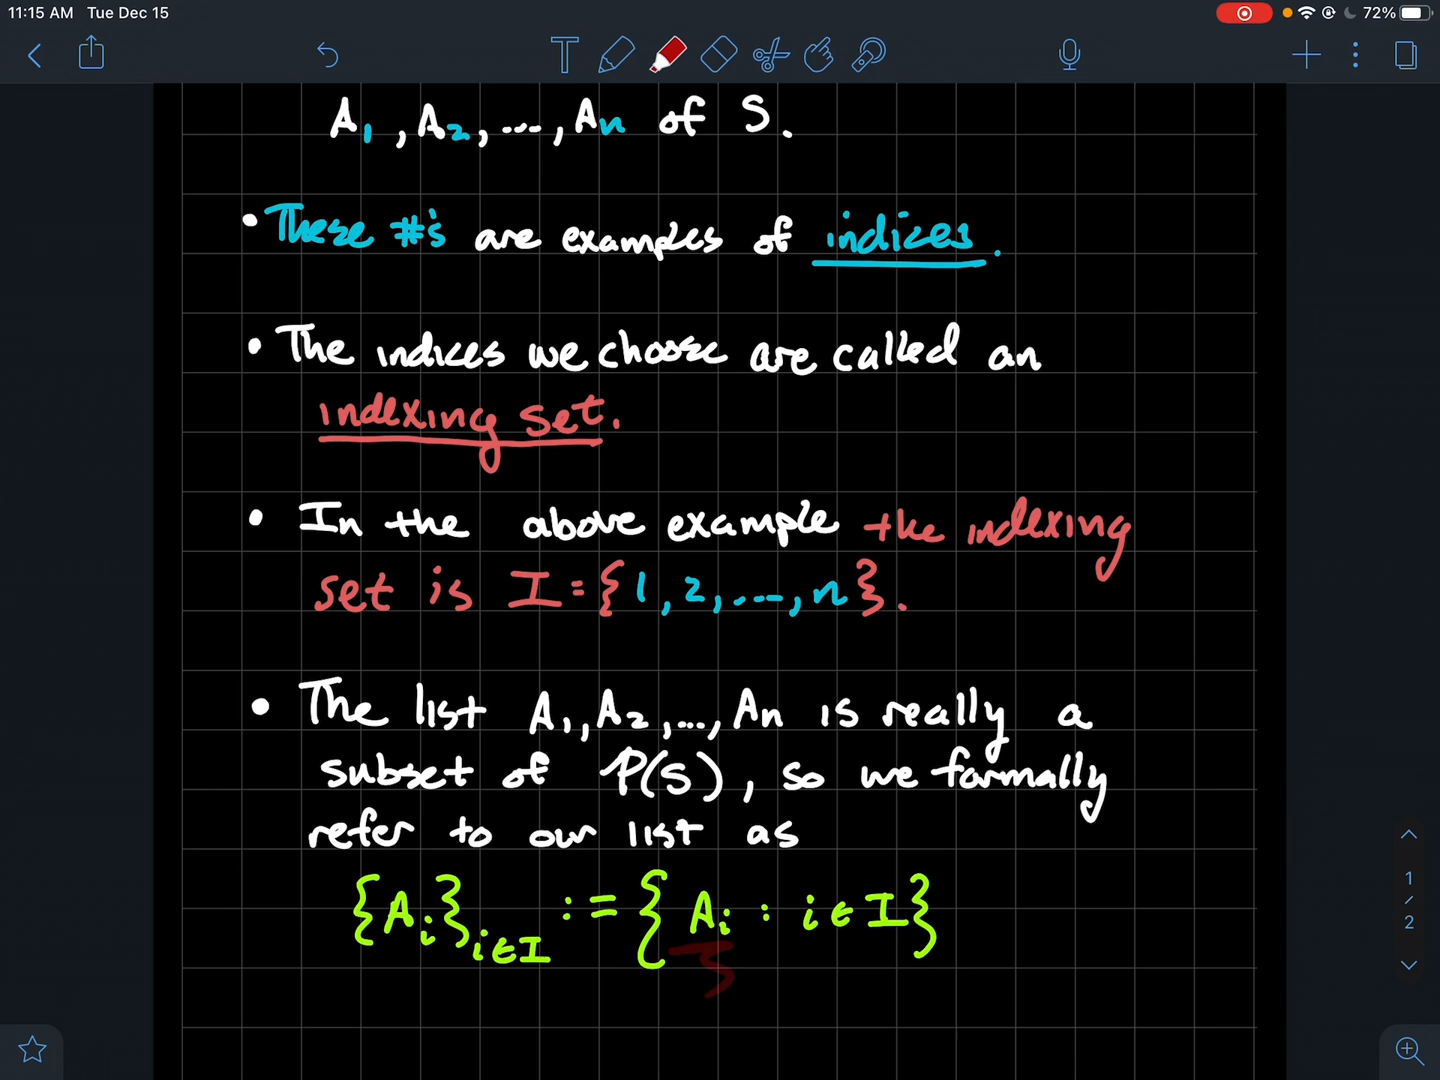 11:15 AM Tue Dec 15
72%
A₁, A₂, ..., Aₙ of S.
• These #'s are examples of indices.
• The indices we choose are called an
indexing set.
• In the above example the indexing
set is I = {1, 2, ..., n}.
• The list A₁, A₂, ..., Aₙ is really a
subset of P(S), so we formally
refer to our list as
{Aᵢ}ᵢ∈I := {Aᵢ : i ∈ I}
1
/
2